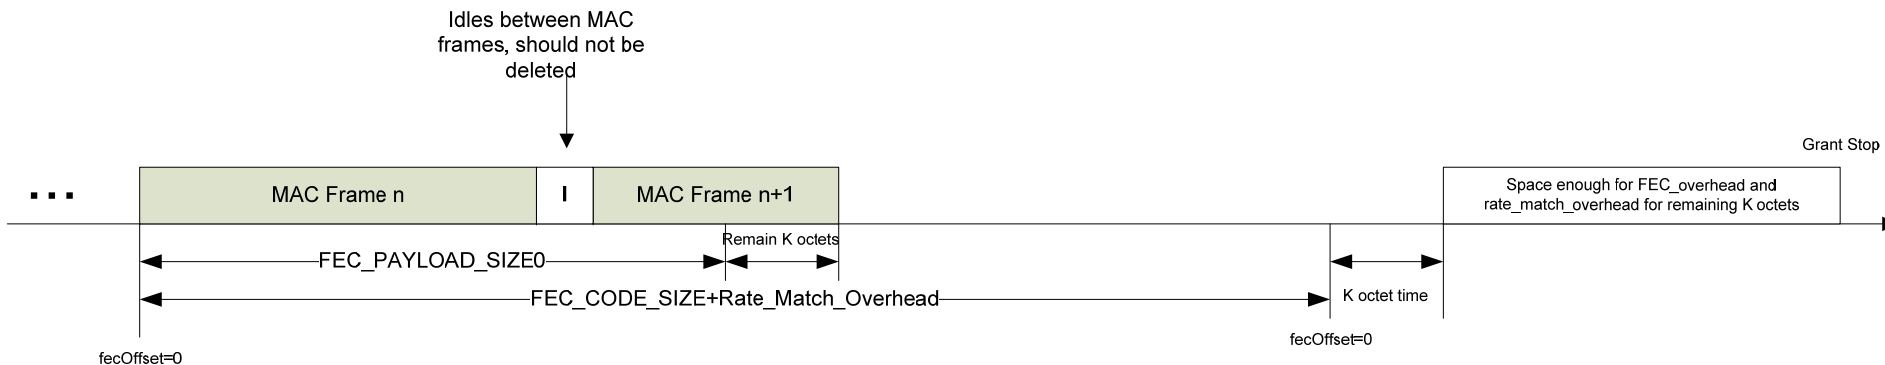 Idles between MAC
frames, should not be
deleted
Grant Stop
...
MAC Frame n
I
MAC Frame n+1
Space enough for FEC_overhead and
rate_match_overhead for remaining K octets
Remain K octets
FEC_PAYLOAD_SIZE0
FEC_CODE_SIZE+Rate_Match_Overhead
K octet time
fecOffset=0
fecOffset=0